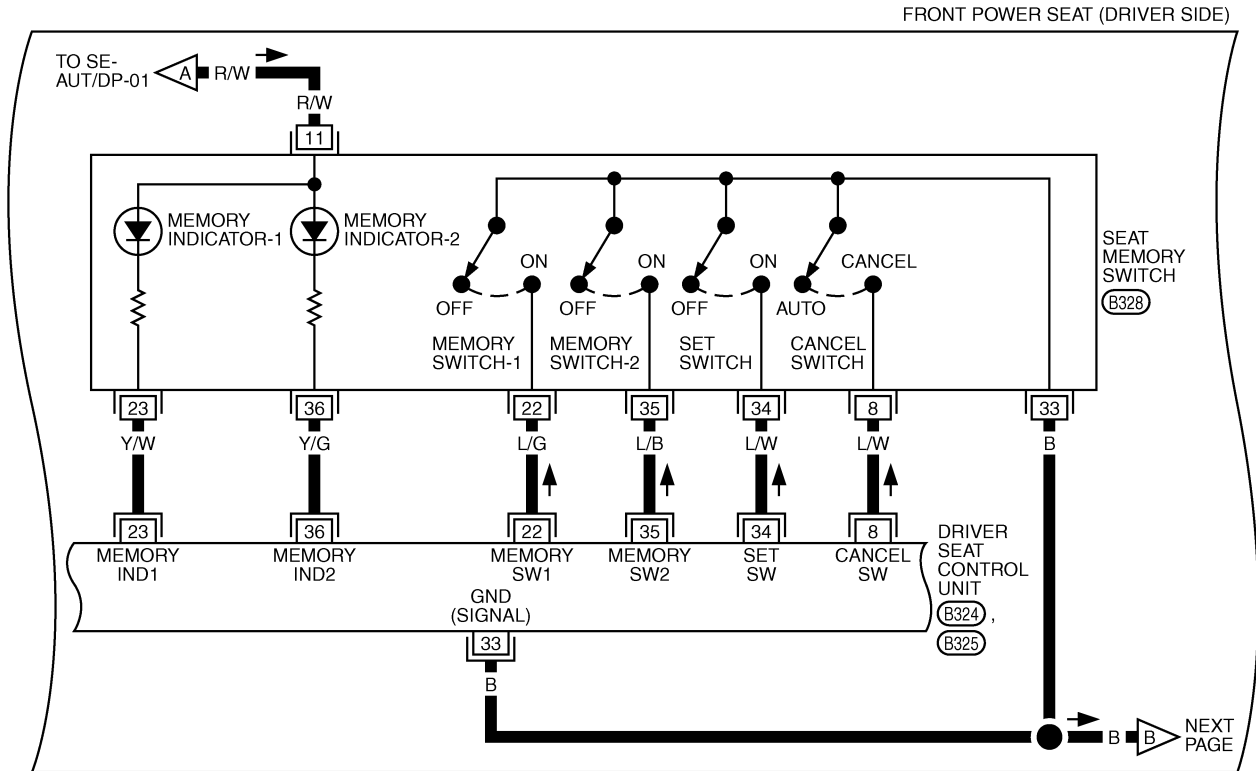 FRONT POWER SEAT (DRIVER SIDE)
TO SE-
AUT/DP-01
A
R/W
R/W
11
MEMORY
INDICATOR-1
MEMORY
INDICATOR-2
OFF
ON
MEMORY
SWITCH-1
OFF
ON
MEMORY
SWITCH-2
OFF
ON
SET
SWITCH
AUTO
CANCEL
CANCEL
SWITCH
SEAT
MEMORY
SWITCH
B328
23
36
22
35
34
8
33
Y/W
Y/G
L/G
L/B
L/W
L/W
B
23
36
22
35
34
8
MEMORY
IND1
MEMORY
IND2
MEMORY
SW1
MEMORY
SW2
SET
SW
CANCEL
SW
GND
(SIGNAL)
DRIVER
SEAT
CONTROL
UNIT
B324 ,
B325
33
B
B
B
NEXT
PAGE